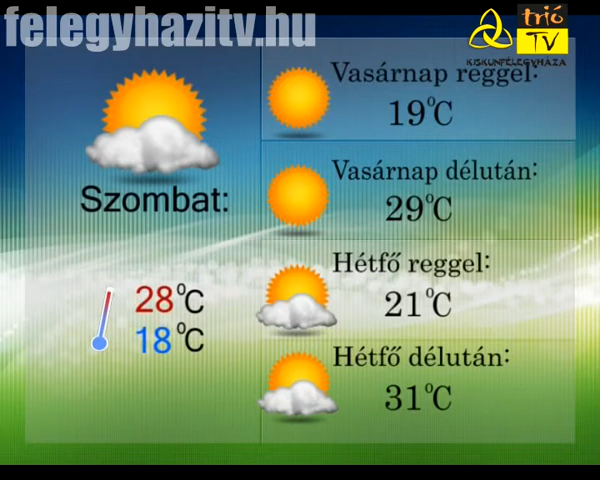 felegyhazitv.hu
trió
TV
KISKUNFÉLEGYHÁZA
Szombat:
28°C
18°C
Vasárnap reggel:
19°C
Vasárnap délután:
29°C
Hétfő reggel:
21°C
Hétfő délután:
31°C